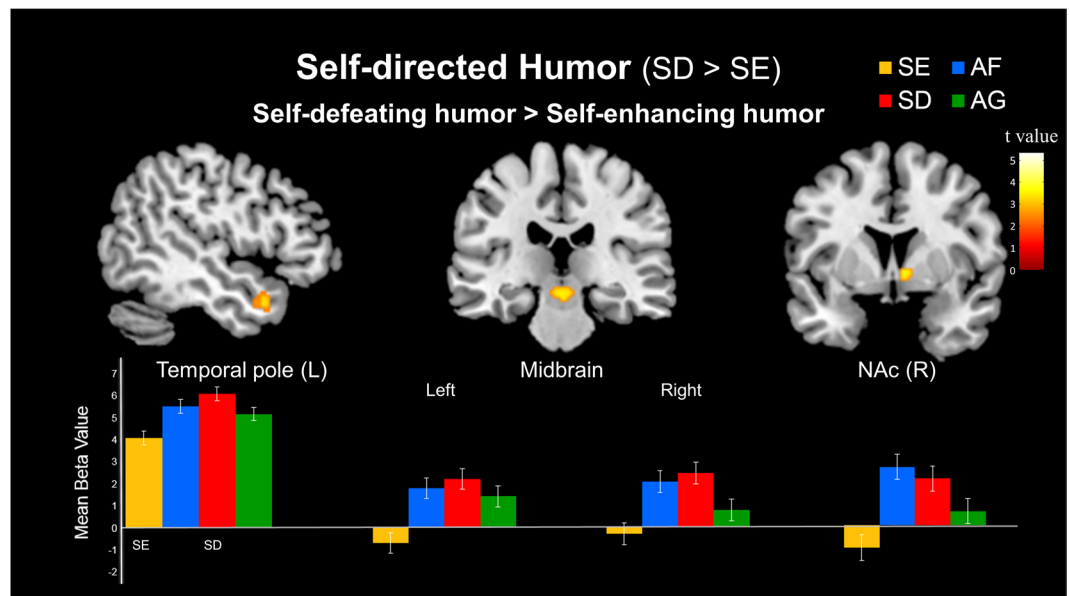 Self-directed Humor (SD > SE)
Self-defeating humor > Self-enhancing humor
SE AF
SD AG
t value
5
4
3
2
1
0
Temporal pole (L)
Midbrain
NAc (R)
Left
Right
Mean Beta Value
7
6
5
4
3
2
1
0
-1
-2
SE
SD